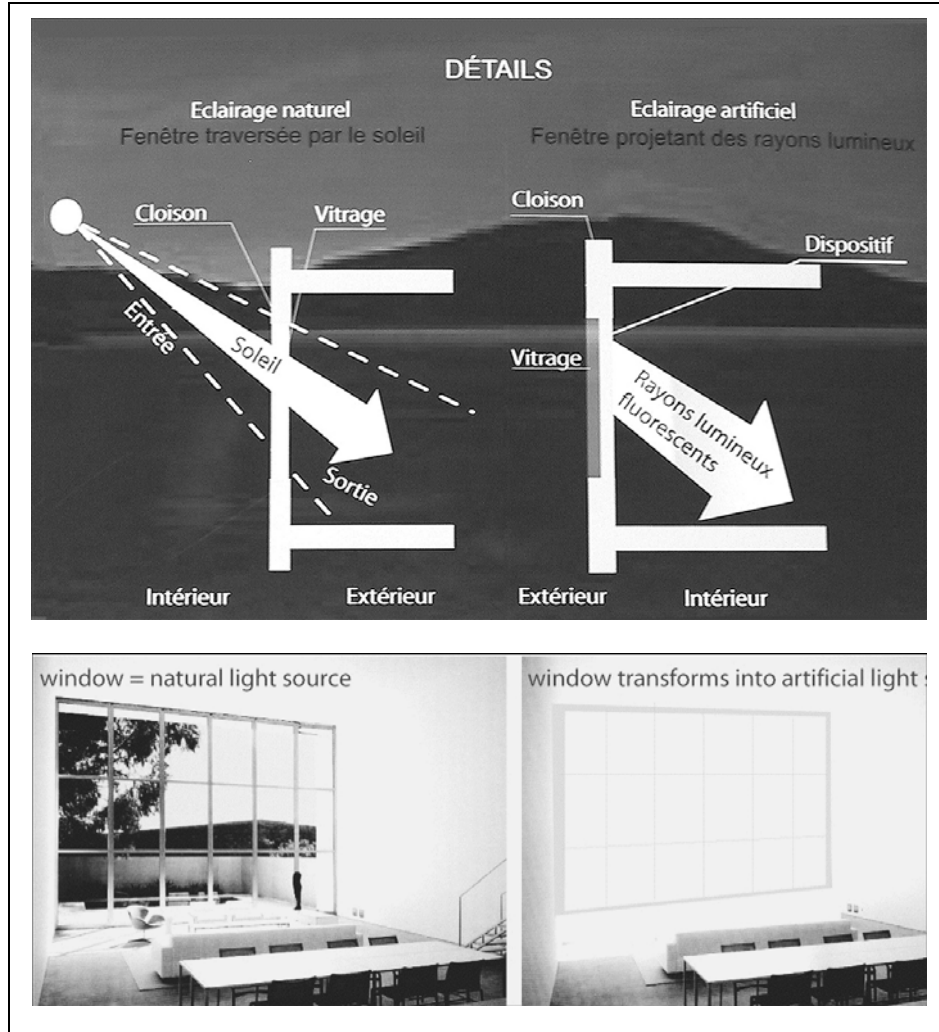 DÉTAILS
Eclairage naturel
Fenêtre traversée par le soleil
Eclairage artificiel
Fenêtre projetant des rayons lumineux
Cloison
Vitrage
Entrée
Soleil
Sortie
Intérieur
Extérieur
Cloison
Dispositif
Vitrage
Rayons lumineux
fluorescents
Extérieur
Intérieur
window = natural light source
window transforms into artificial light